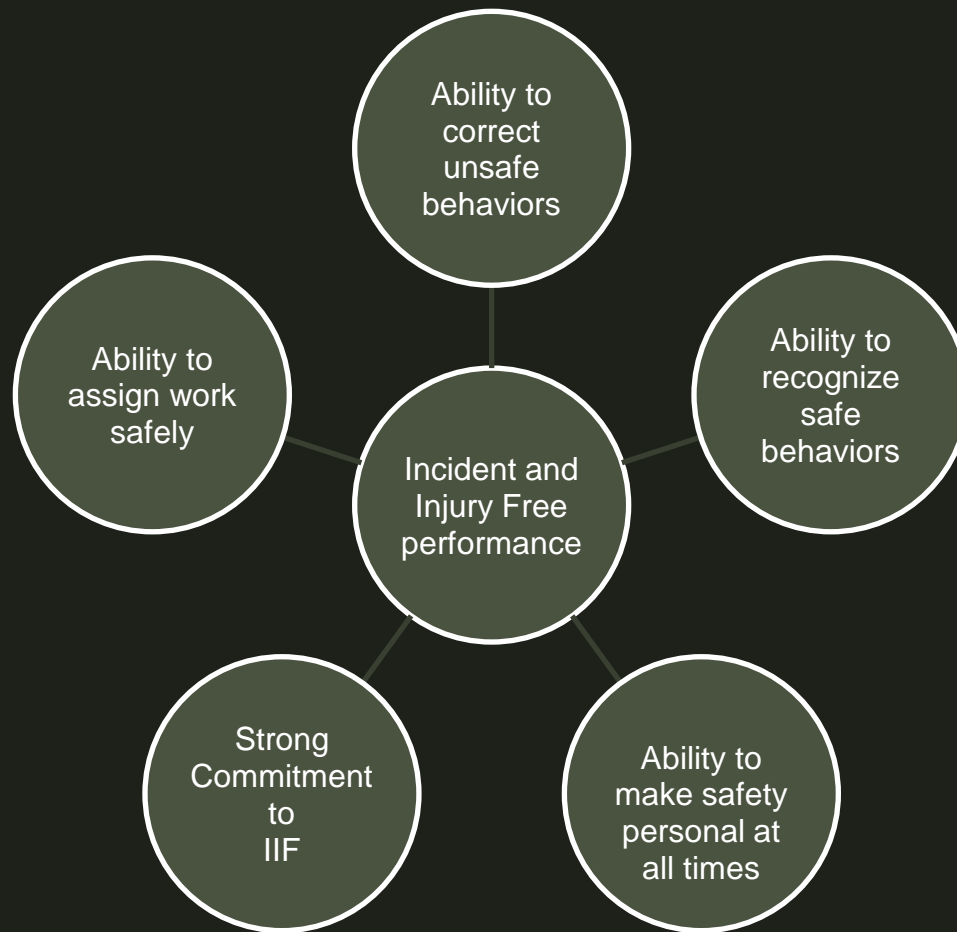 Ability to
correct
unsafe
behaviors
Ability to
assign work
safely
Ability to
recognize
safe
behaviors
Incident and
Injury Free
performance
Strong
Commitment
to
IIF
Ability to
make safety
personal at
all times